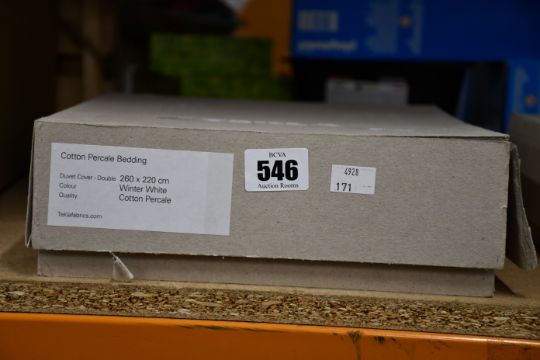 Cotton Percale Bedding
Duvet Cover - Double 260 x 220 cm
Colour Winter White
Quality Cotton Percale
Teklafabrics.com
BCVA
546
Auction Rooms
4928
171